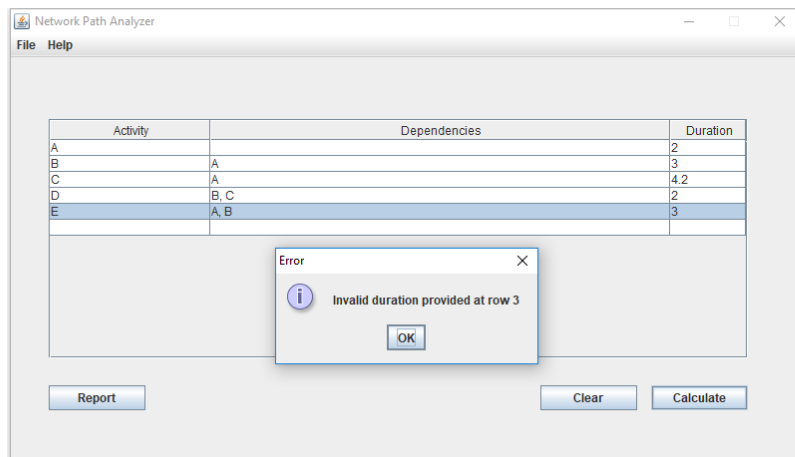 Network Path Analyzer
File Help
Activity Dependencies Duration
A 2
B A 3
C A 4.2
D B, C 2
E A, B 3
Error
i Invalid duration provided at row 3
OK
Report Clear Calculate